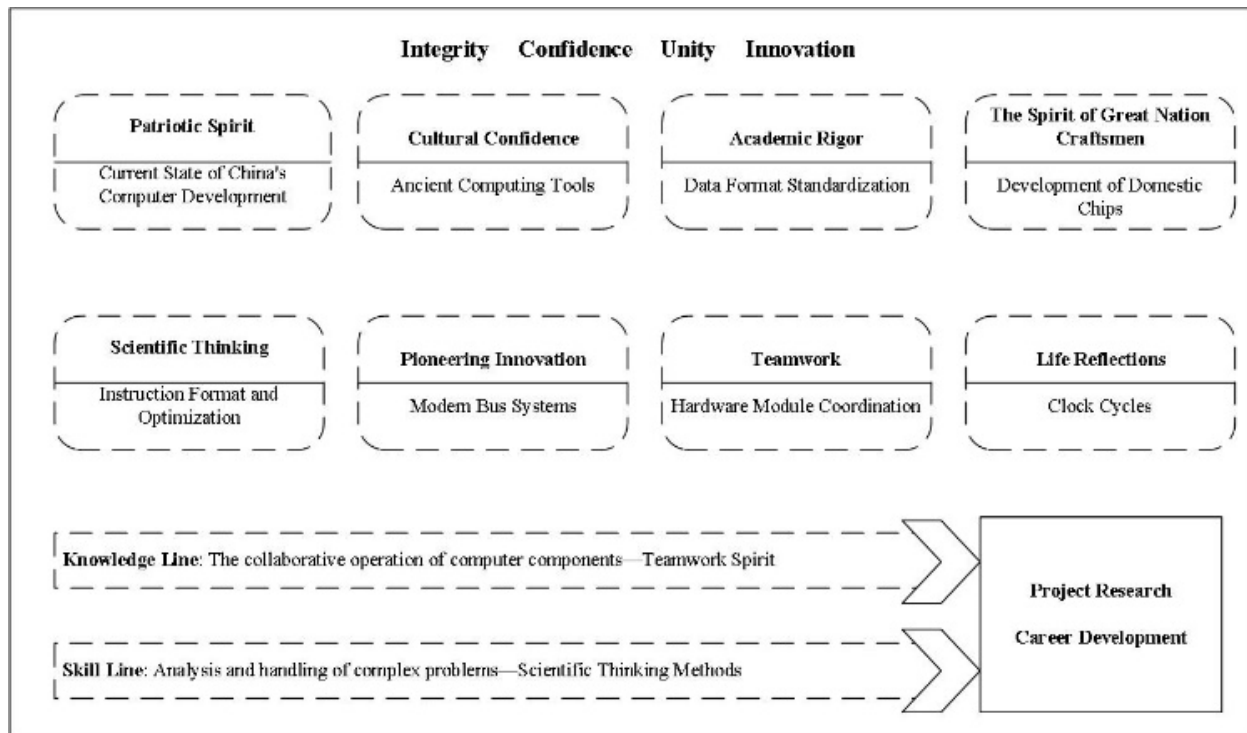 Integrity Confidence Unity Innovation
Patriotic Spirit
Current State of China's
Computer Development
Cultural Confidence
Ancient Computing Tools
Academic Rigor
Data Format Standardization
The Spirit of Great Nation
Craftsmen
Development of Domestic
Chips
Scientific Thinking
Instruction Format and
Optimization
Pioneering Innovation
Modern Bus Systems
Teamwork
Hardware Module Coordination
Life Reflections
Clock Cycles
Knowledge Line: The collaborative operation of computer components—Teamwork Spirit
Skill Line: Analysis and handling of complex problems—Scientific Thinking Methods
Project Research
Career Development